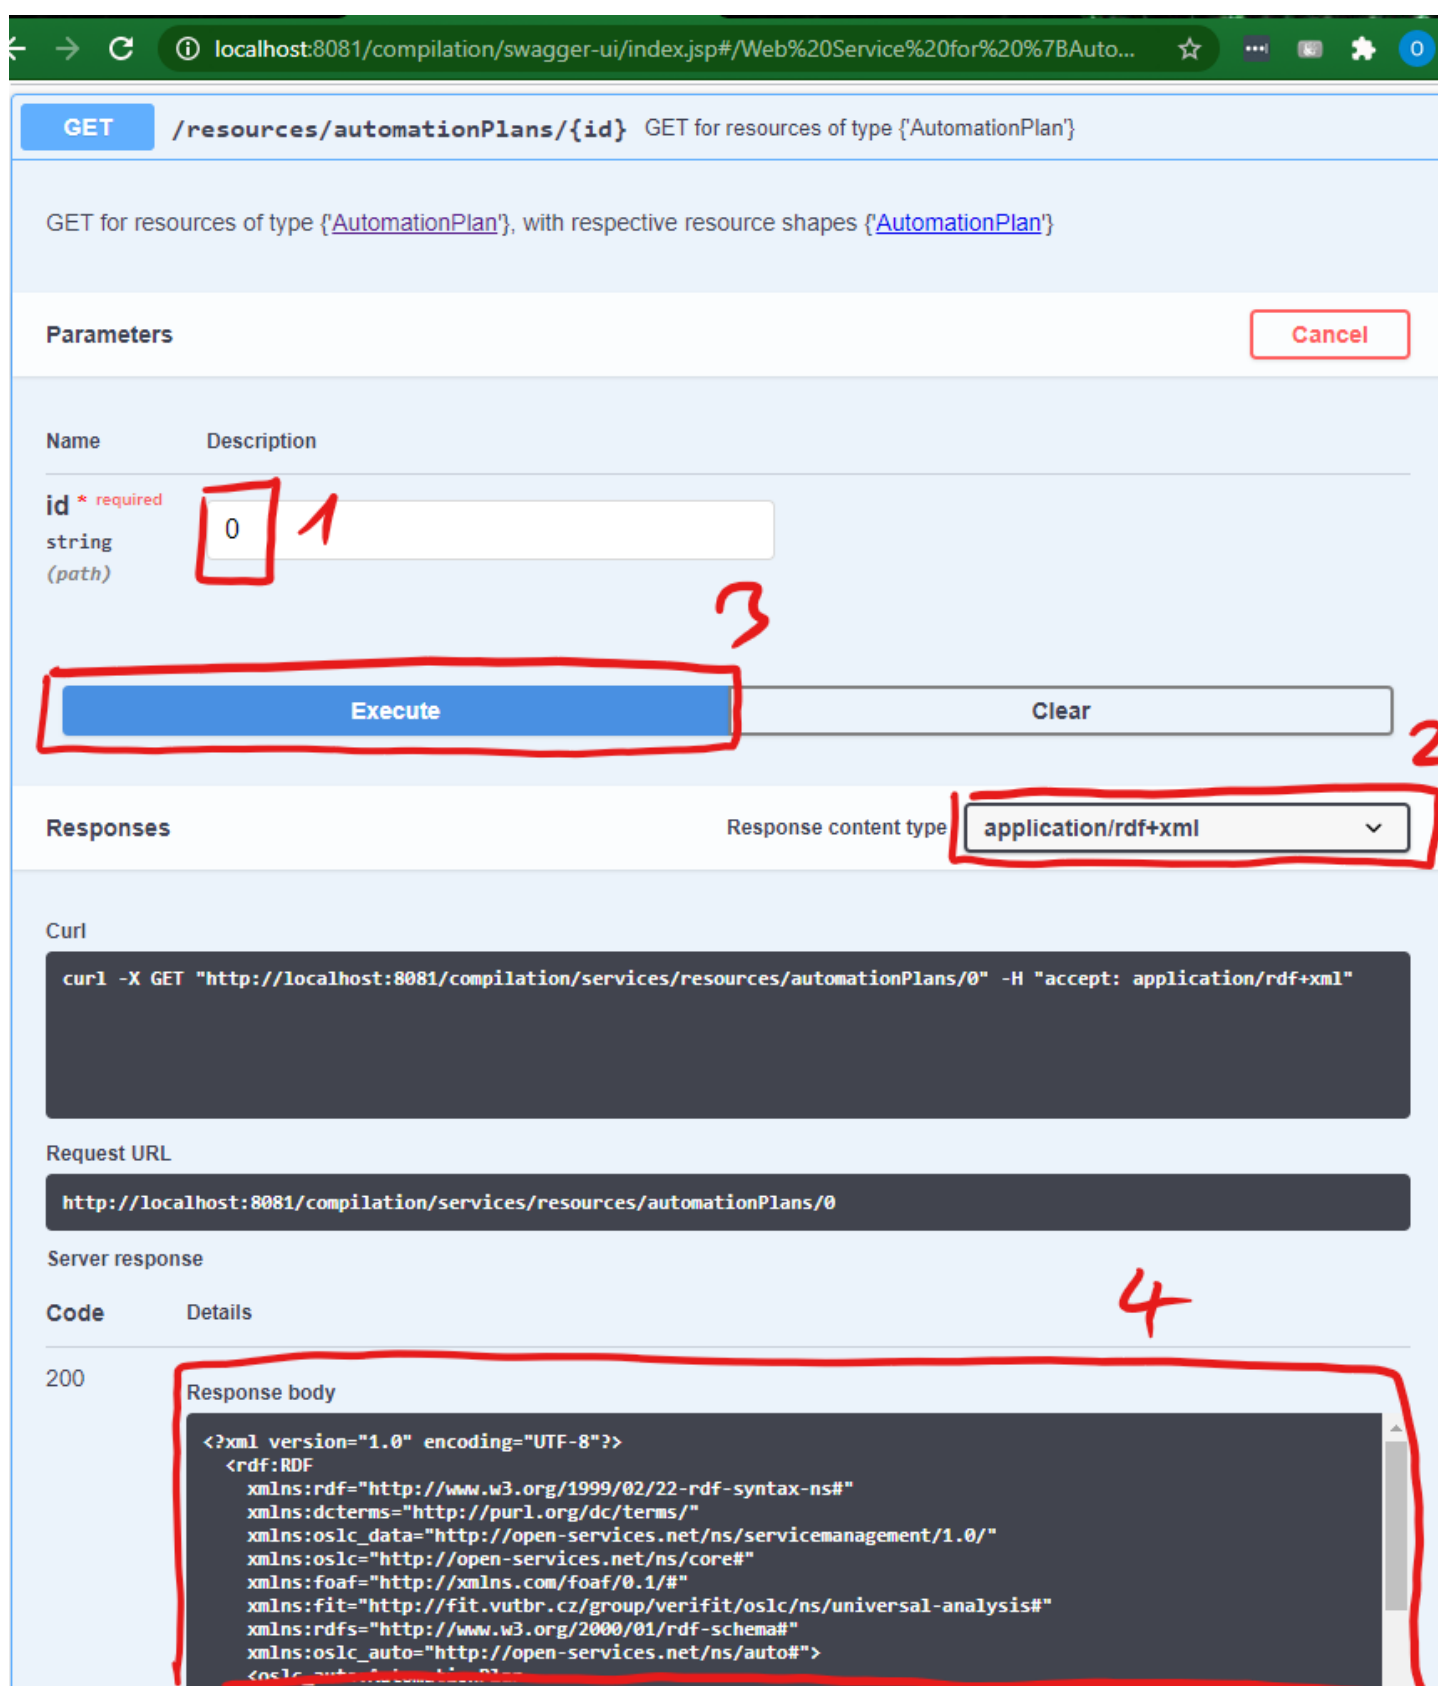 localhost:8081/compilation/swagger-ui/index.jsp#/Web%20Service%20for%20%7BAuto...
O
GET /resources/automationPlans/{id} GET for resources of type {'AutomationPlan'}
GET for resources of type {'AutomationPlan'}, with respective resource shapes {'AutomationPlan'}
Parameters
Cancel
Name Description
id * required
string
(path)
0
1
3
Execute
Clear
2
Responses
Response content type
application/rdf+xml
Curl
curl -X GET "http://localhost:8081/compilation/services/resources/automationPlans/0" -H "accept: application/rdf+xml"
Request URL
http://localhost:8081/compilation/services/resources/automationPlans/0
Server response
4
Code Details
200
Response body
<?xml version="1.0" encoding="UTF-8"?>
<rdf:RDF
xmlns:rdf="http://www.w3.org/1999/02/22-rdf-syntax-ns#"
xmlns:dcterms="http://purl.org/dc/terms/"
xmlns:oslc_data="http://open-services.net/ns/servicemanagement/1.0/"
xmlns:oslc="http://open-services.net/ns/core#"
xmlns:foaf="http://xmlns.com/foaf/0.1/#"
xmlns:fit="http://fit.vutbr.cz/group/verifit/oslc/ns/universal-analysis#"
xmlns:rdfs="http://www.w3.org/2000/01/rdf-schema#"
xmlns:oslc_auto="http://open-services.net/ns/auto#">